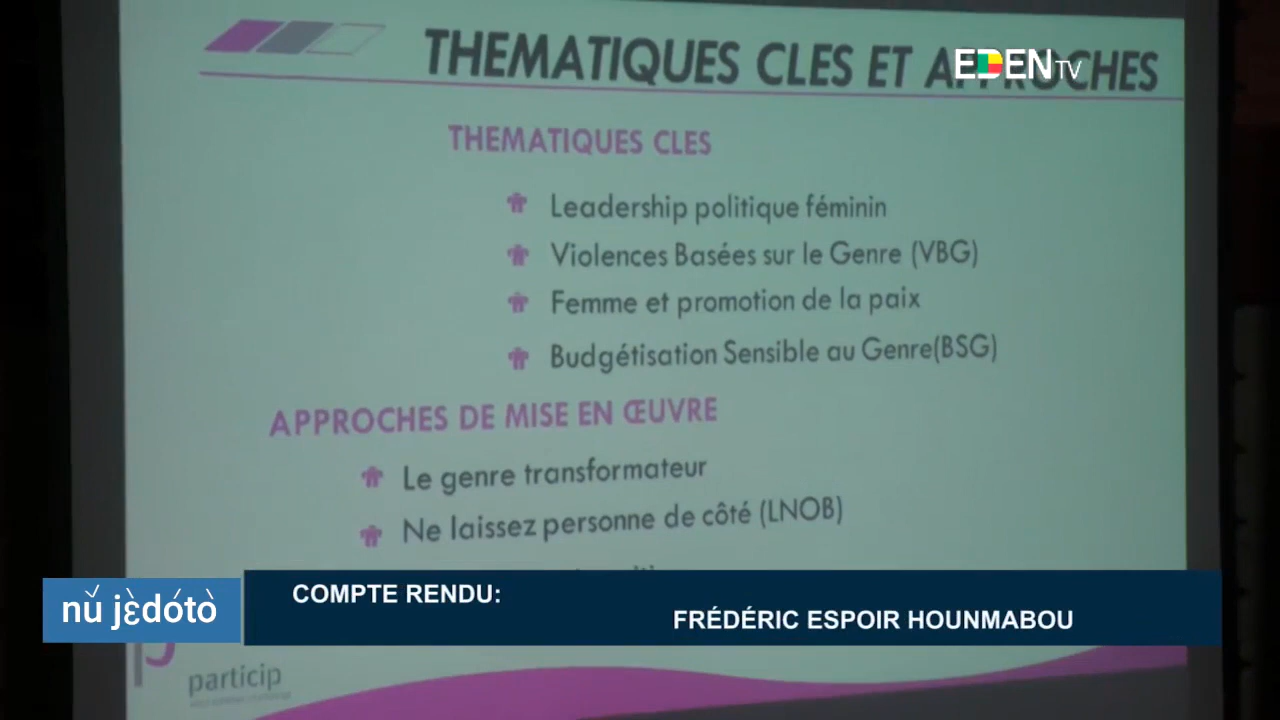 THEMATIQUES CLES ET APPROCHES
EDEN TV
THEMATIQUES CLES
Leadership politique féminin
Violences Basées sur le Genre (VBG)
Femme et promotion de la paix
Budgétisation Sensible au Genre(BSG)
APPROCHES DE MISE EN ŒUVRE
Le genre transformateur
Ne laissez personne de côté (LNOB)
COMPTE RENDU:
nǔ jɛ̀dótò
FRÉDÉRIC ESPOIR HOUNMABOU
particip